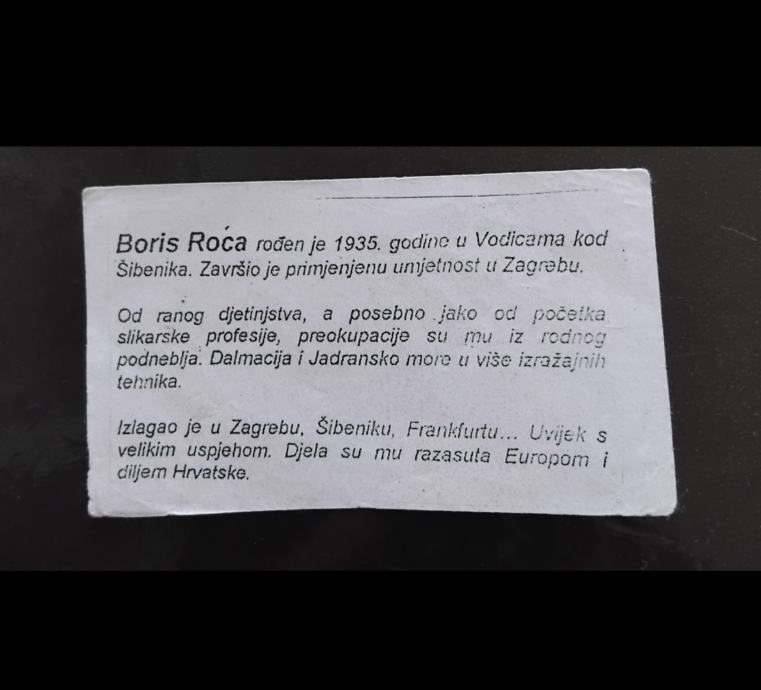 Boris Roća rođen je 1935. godine u Vodicama kod
Šibenika. Završio je primjenjenu umjetnost u Zagrebu.
Od ranog djetinjstva, a posebno jako od početka
slikarske profesije, preokupacije su mu iz rodnog
podneblja. Dalmacija i Jadransko more u više izražajnih
tehnika.
Izlagao je u Zagrebu, Šibeniku, Frankfurtu... Uvijek s
velikim uspjehom. Djela su mu razasuta Europom i
diljem Hrvatske.